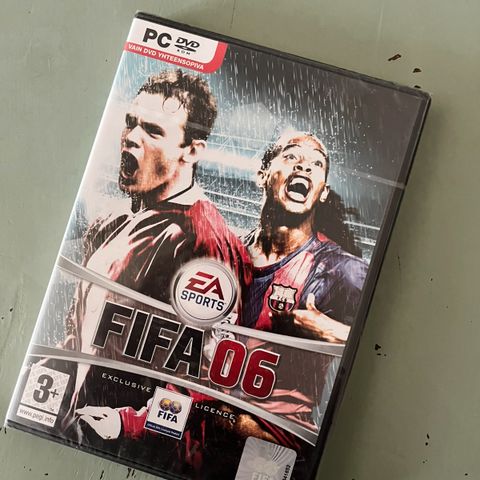 PC DVD
ROM
VAIN DVD YHTEENSOPIVA
EA
SPORTS
FIFA 06
EXCLUSIVE LICENCE
FIFA
3+
www.pegi.info